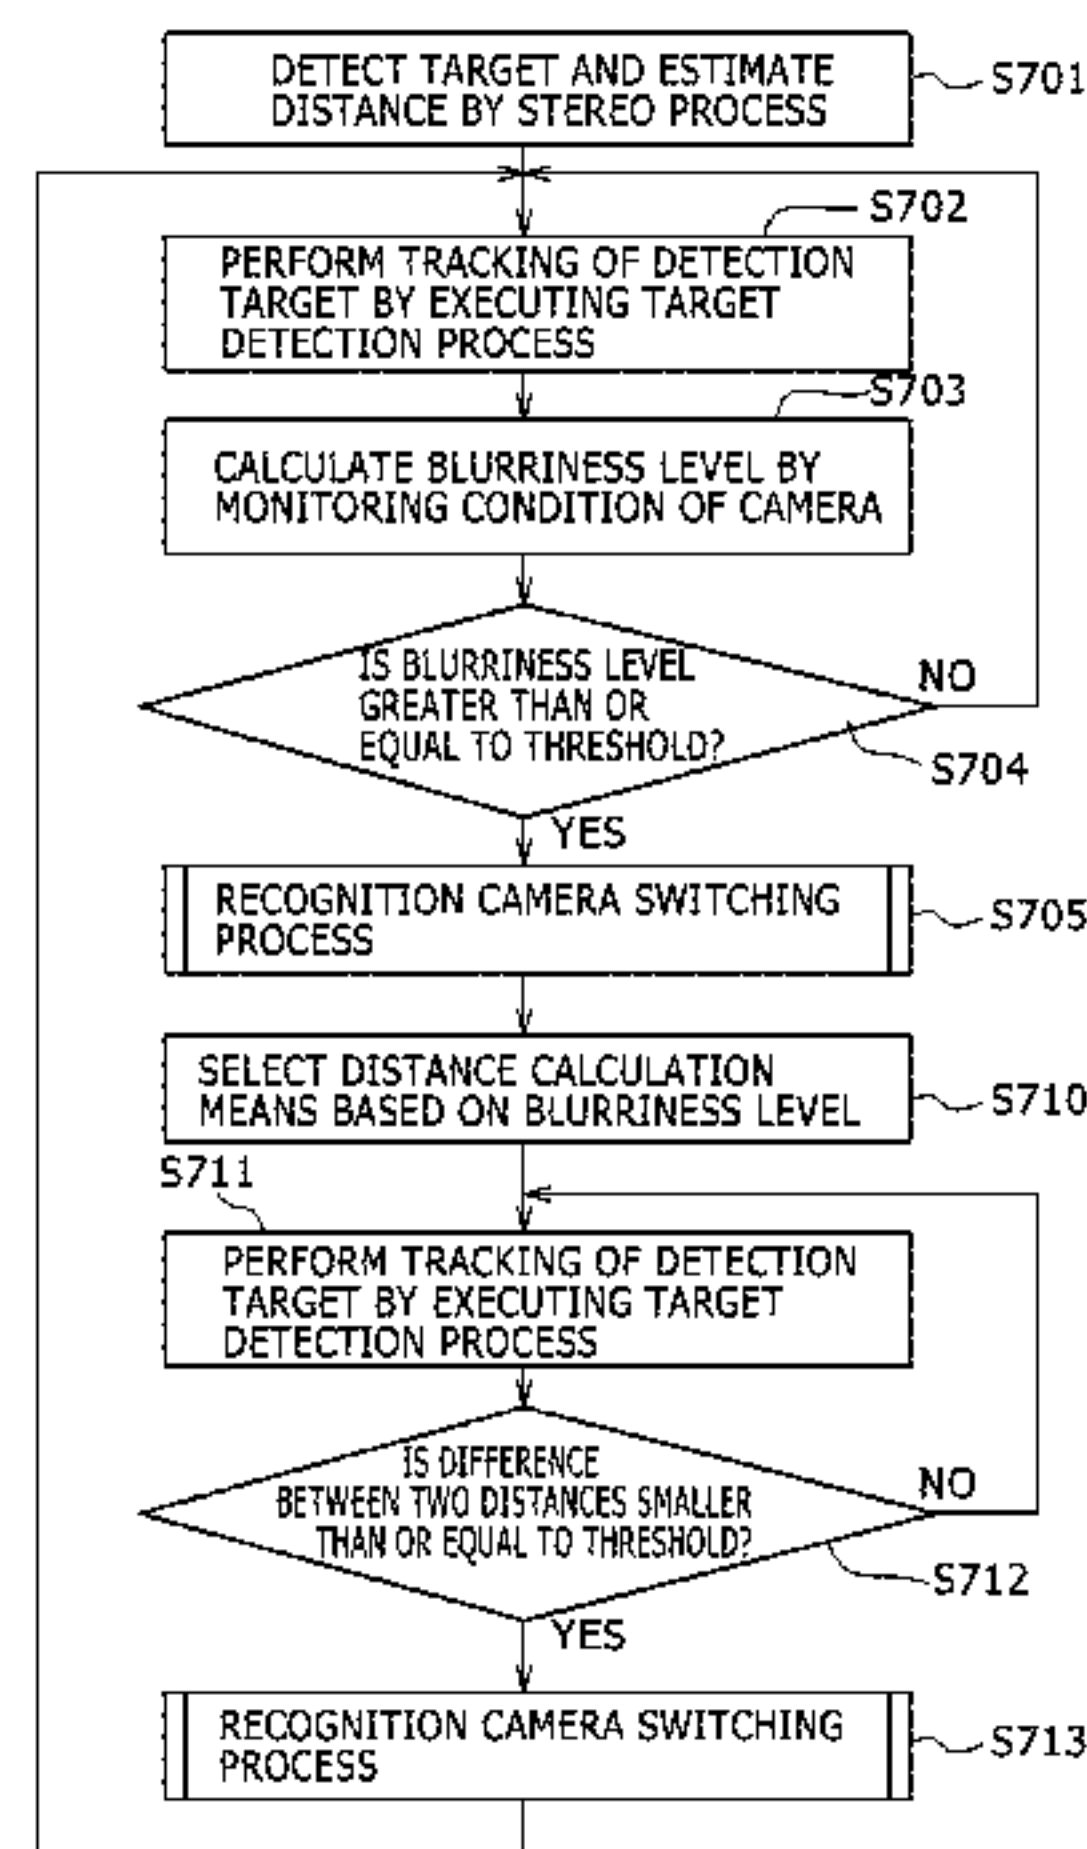 DETECT TARGET AND ESTIMATE
DISTANCE BY STEREO PROCESS
S701
S702
PERFORM TRACKING OF DETECTION
TARGET BY EXECUTING TARGET
DETECTION PROCESS
S703
CALCULATE BLURRINESS LEVEL BY
MONITORING CONDITION OF CAMERA
IS BLURRINESS LEVEL
GREATER THAN OR
EQUAL TO THRESHOLD?
NO
S704
YES
RECOGNITION CAMERA SWITCHING
PROCESS
S705
SELECT DISTANCE CALCULATION
MEANS BASED ON BLURRINESS LEVEL
S710
S711
PERFORM TRACKING OF DETECTION
TARGET BY EXECUTING TARGET
DETECTION PROCESS
IS DIFFERENCE
BETWEEN TWO DISTANCES SMALLER
THAN OR EQUAL TO THRESHOLD?
NO
S712
YES
RECOGNITION CAMERA SWITCHING
PROCESS
S713